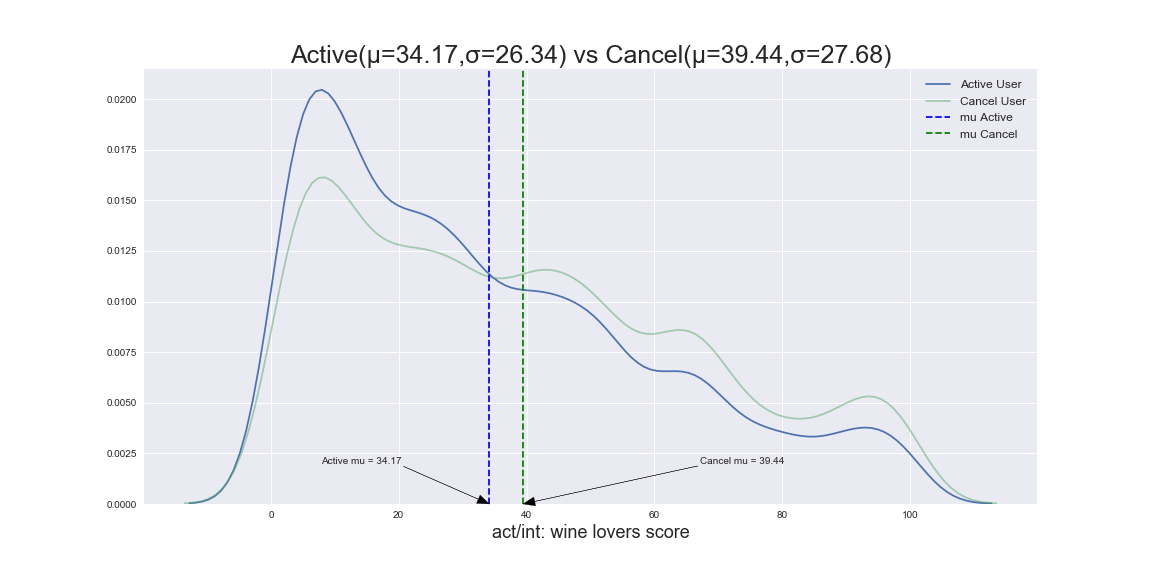 Active(μ=34.17,σ=26.34) vs Cancel(μ=39.44,σ=27.68)
Active User
Cancel User
mu Active
mu Cancel
0.0200
0.0175
0.0150
0.0125
0.0100
0.0075
0.0050
0.0025
0.0000
Active mu = 34.17
Cancel mu = 39.44
0 20 40 60 80 100
act/int: wine lovers score